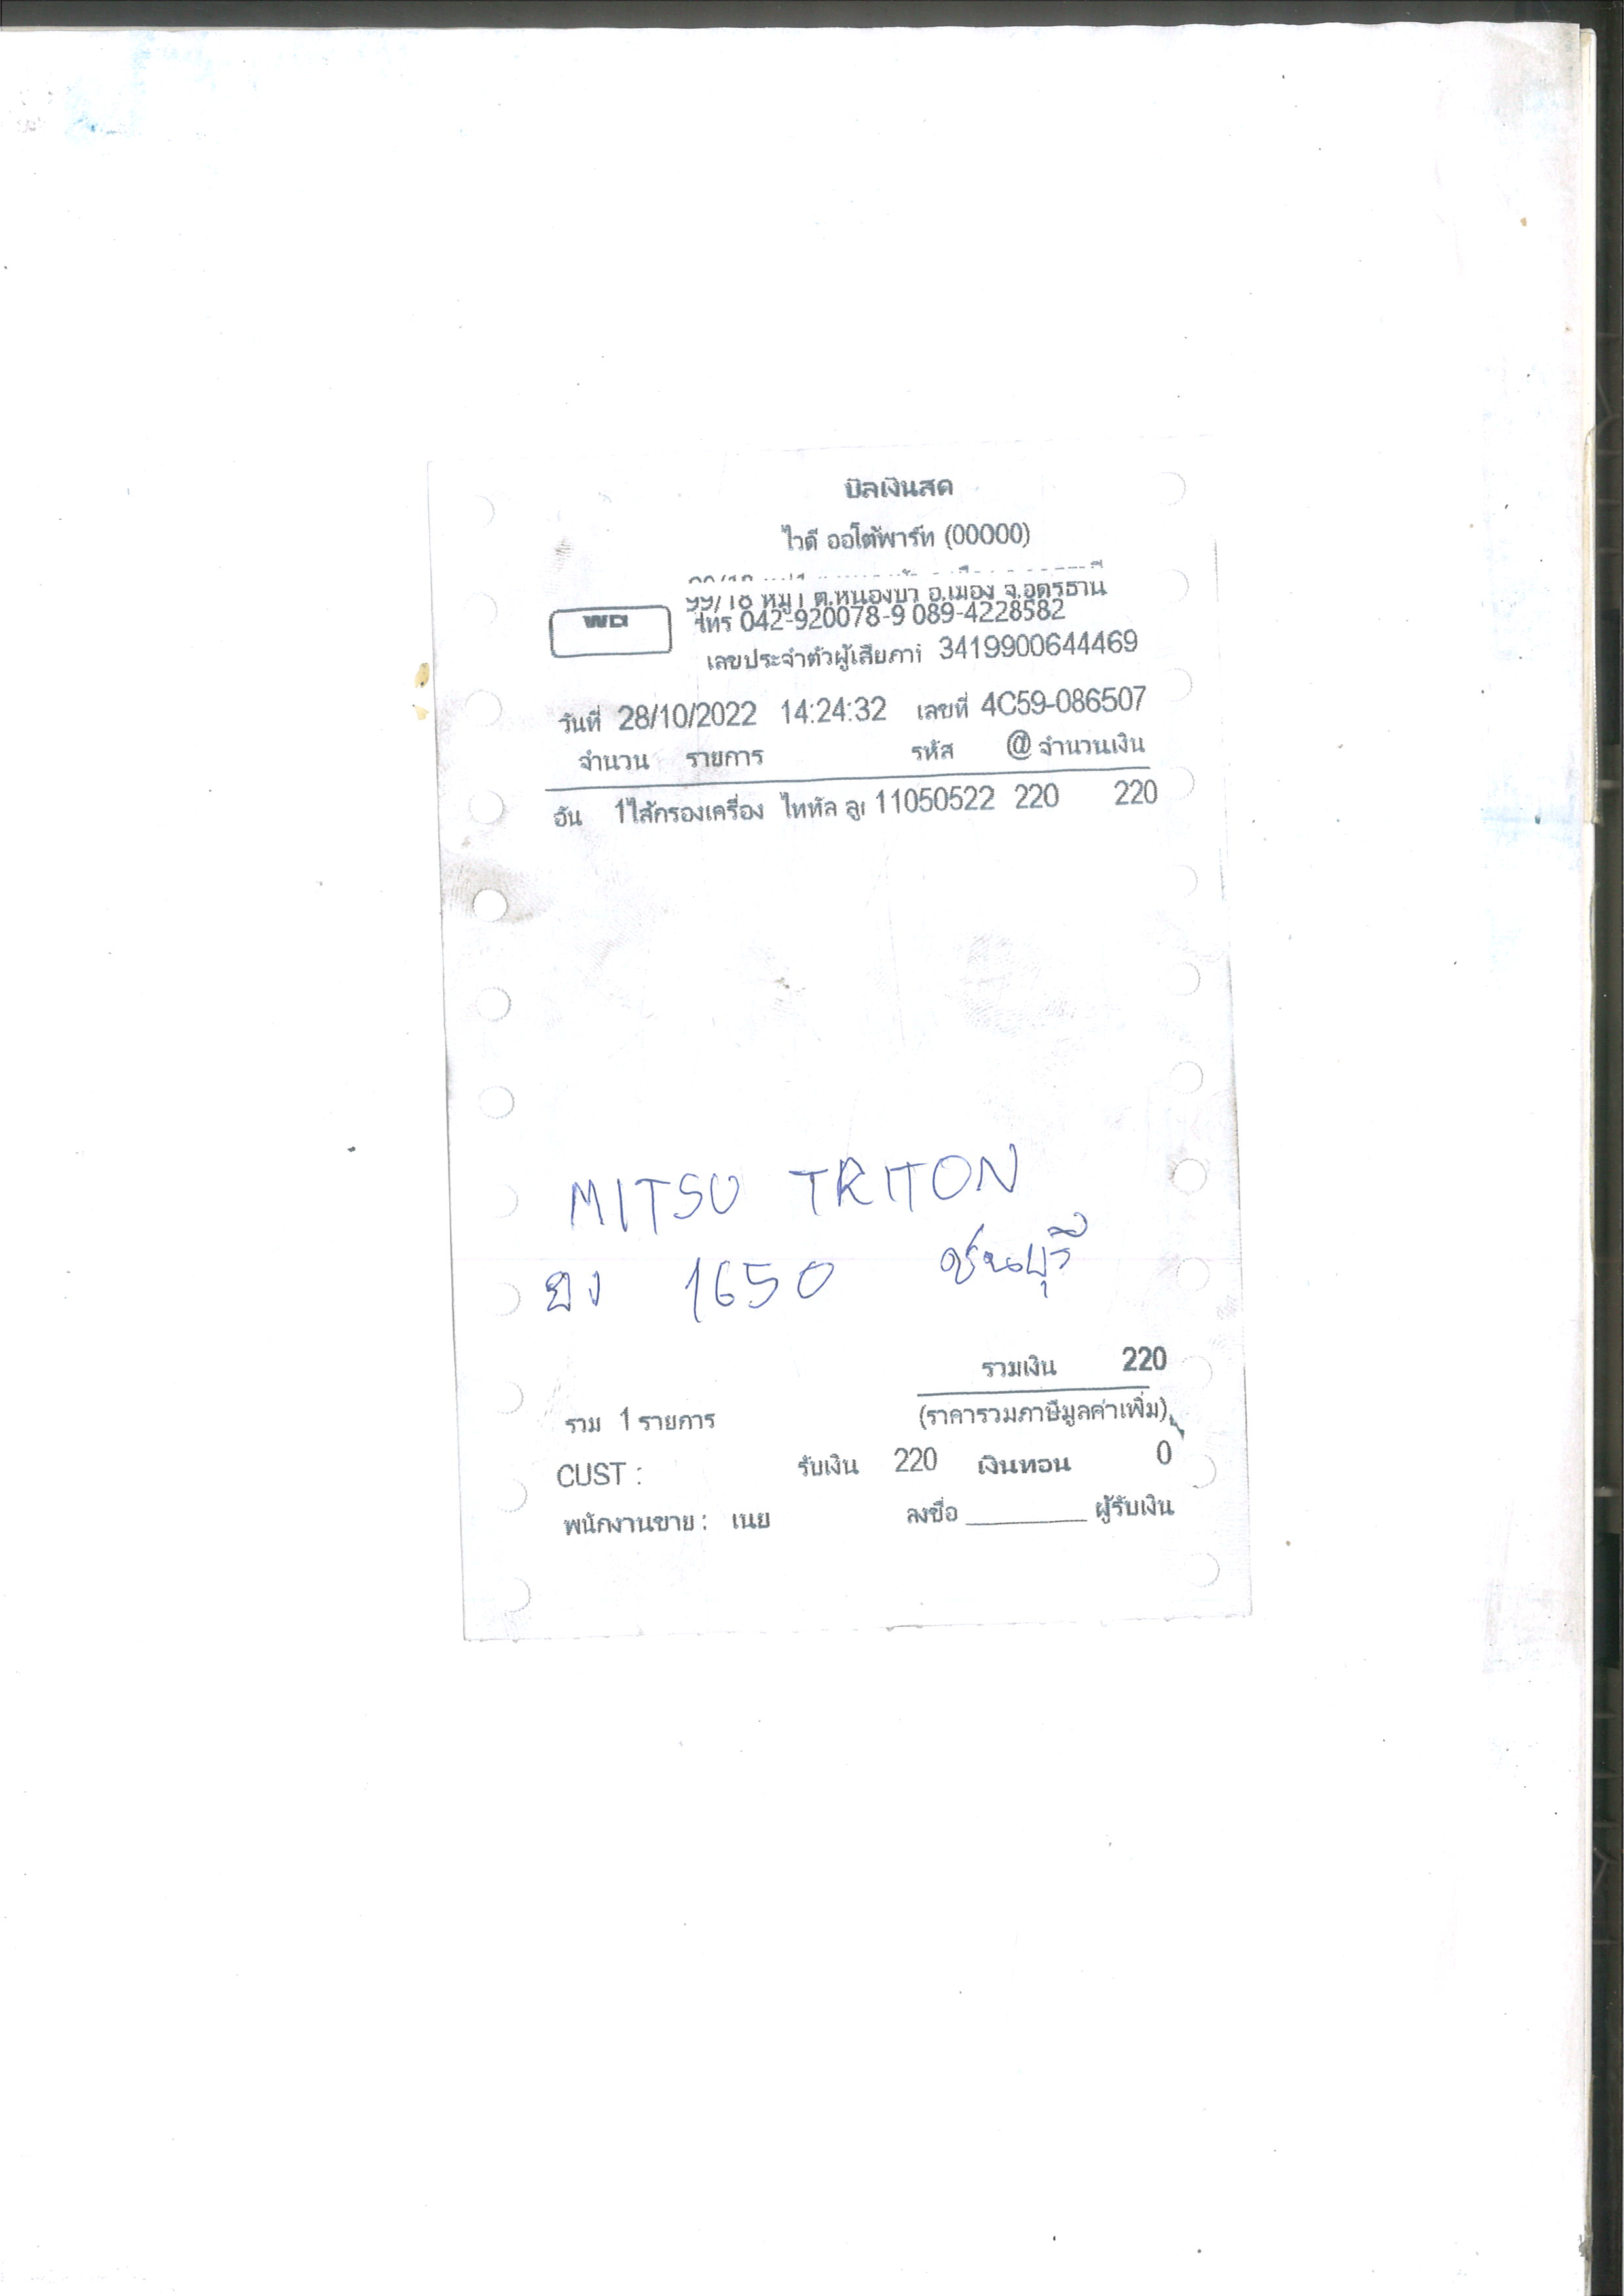 บิลเงินสด
ไวดี ออโต้พาร์ท (00000)
99/18 หมู่1 ต.หนองบัว อ.เมือง จ.อุดรธานี
โทร 042-920078-9 089-4228582
เลขประจำตัวผู้เสียภาษี 3419900644469
วันที่ 28/10/2022 14:24:32 เลขที่ 4C59-086507
จำนวน รายการ รหัส @ จำนวนเงิน
อัน 1 ไส้กรองเครื่อง ไททัล ลูเ 11050522 220 220
MITSU TRITON
ยง 1650 ชลบุรี
รวมเงิน 220
รวม 1 รายการ (ราคารวมภาษีมูลค่าเพิ่ม)
CUST : รับเงิน 220 เงินทอน 0
พนักงานขาย : เนย ลงชื่อ ________ ผู้รับเงิน